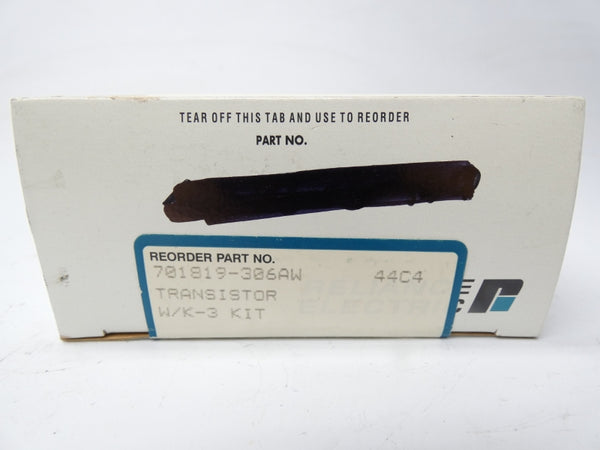 TEAR OFF THIS TAB AND USE TO REORDER
PART NO.
REORDER PART NO.
701819-306AW 44C4
TRANSISTOR
W/K-3 KIT